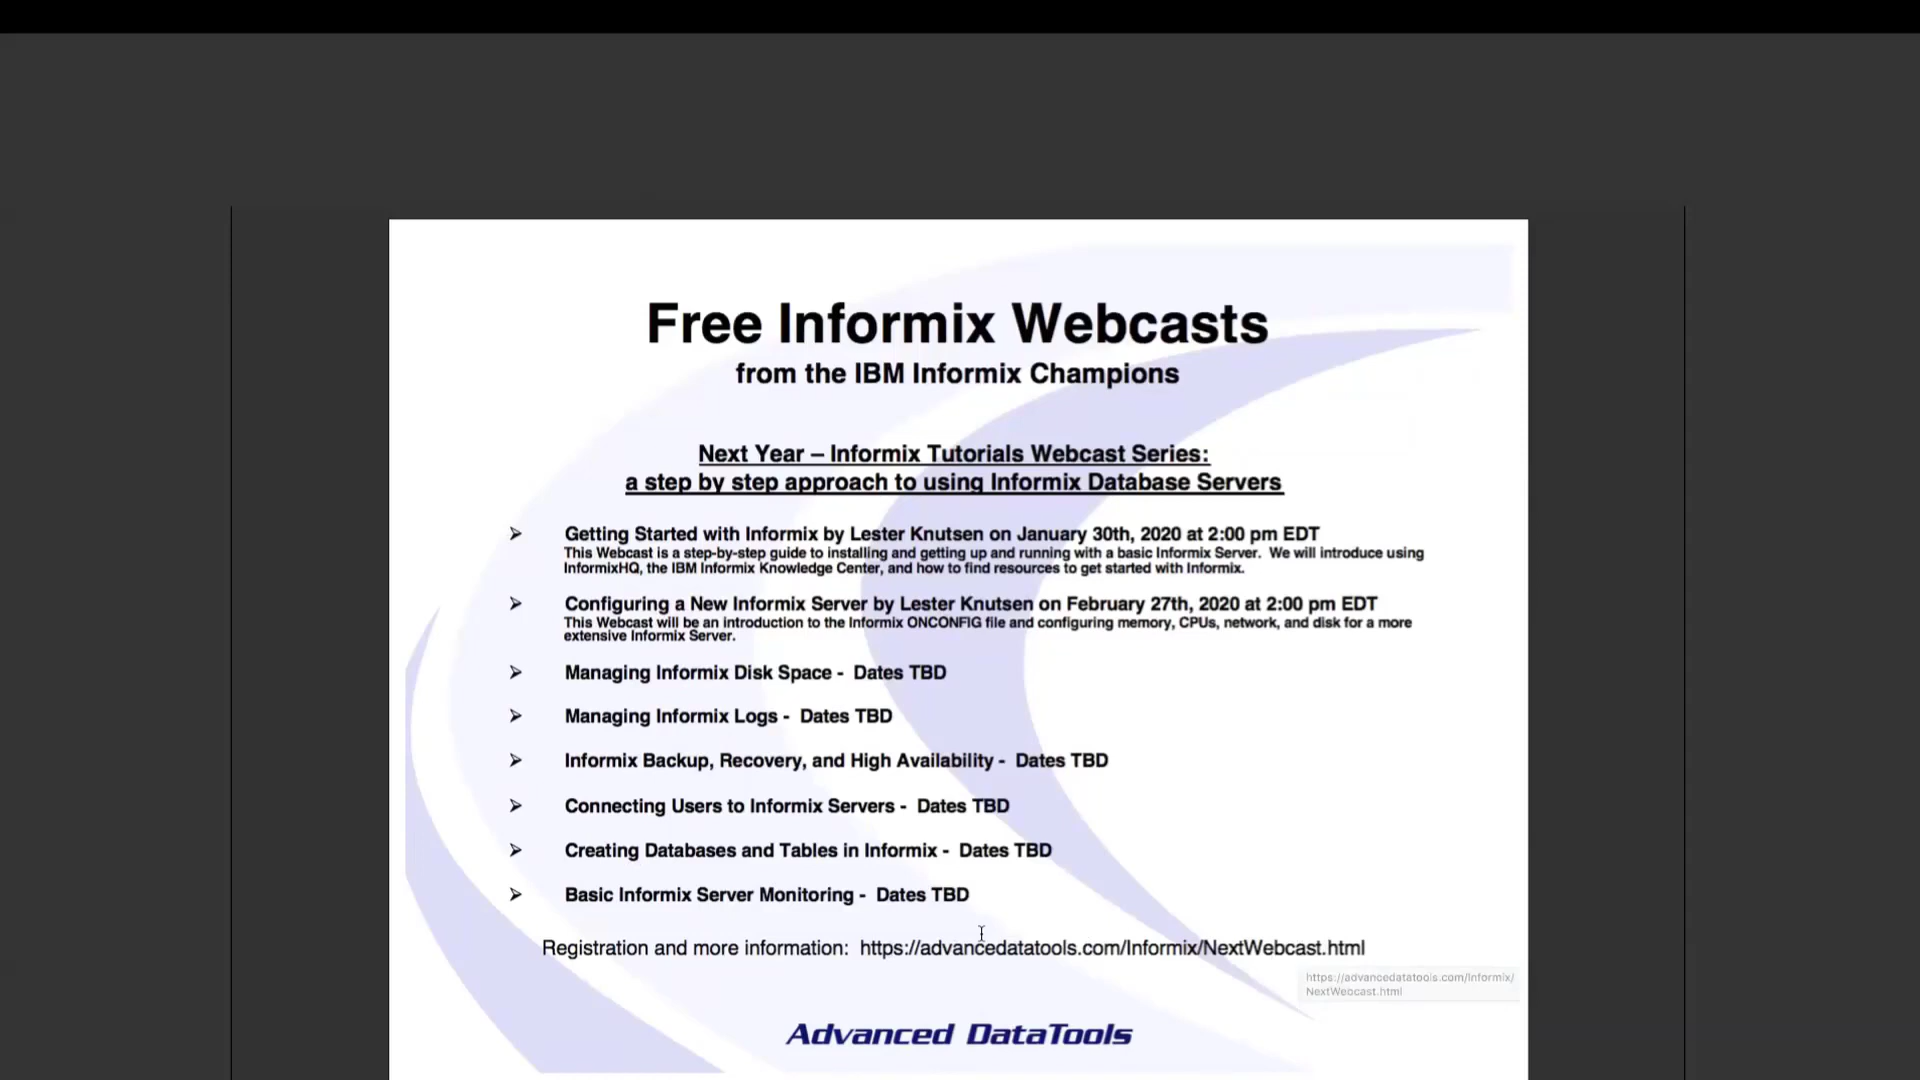 Free Informix Webcasts
from the IBM Informix Champions
Next Year – Informix Tutorials Webcast Series:
a step by step approach to using Informix Database Servers
➢ Getting Started with Informix by Lester Knutsen on January 30th, 2020 at 2:00 pm EDT
This Webcast is a step-by-step guide to installing and getting up and running with a basic Informix Server. We will introduce using
InformixHQ, the IBM Informix Knowledge Center, and how to find resources to get started with Informix.
➢ Configuring a New Informix Server by Lester Knutsen on February 27th, 2020 at 2:00 pm EDT
This Webcast will be an introduction to the Informix ONCONFIG file and configuring memory, CPUs, network, and disk for a more
extensive Informix Server.
➢ Managing Informix Disk Space - Dates TBD
➢ Managing Informix Logs - Dates TBD
➢ Informix Backup, Recovery, and High Availability - Dates TBD
➢ Connecting Users to Informix Servers - Dates TBD
➢ Creating Databases and Tables in Informix - Dates TBD
➢ Basic Informix Server Monitoring - Dates TBD
Registration and more information: https://advancedatatools.com/Informix/NextWebcast.html
https://advancedatatools.com/Informix/
NextWebcast.html
Advanced DataTools